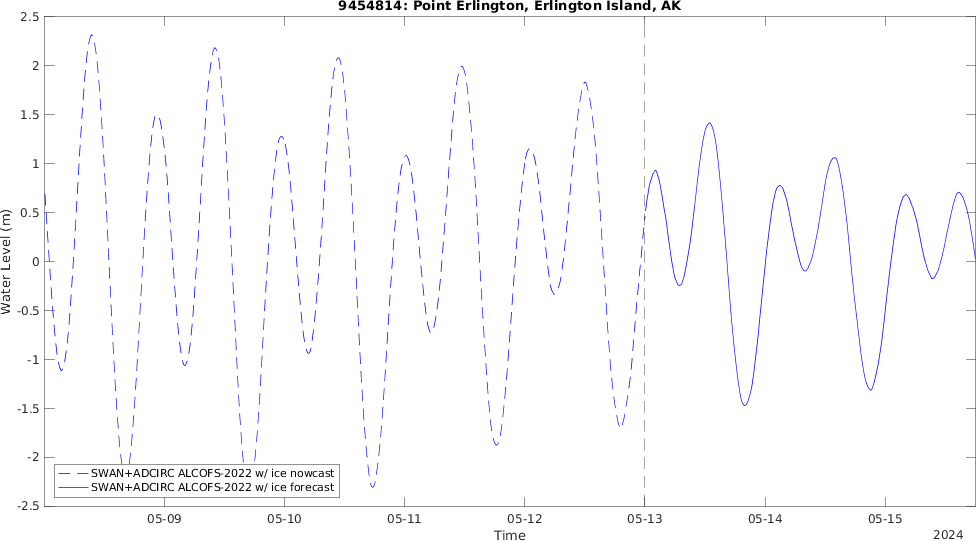 9454814: Point Erlington, Erlington Island, AK
2.5
2
1.5
1
0.5
0
-0.5
-1
-1.5
-2
-2.5
Water Level (m)
SWAN+ADCIRC ALCOFS-2022 w/ ice nowcast
SWAN+ADCIRC ALCOFS-2022 w/ ice forecast
05-09 05-10 05-11 05-12 05-13 05-14 05-15
Time
2024